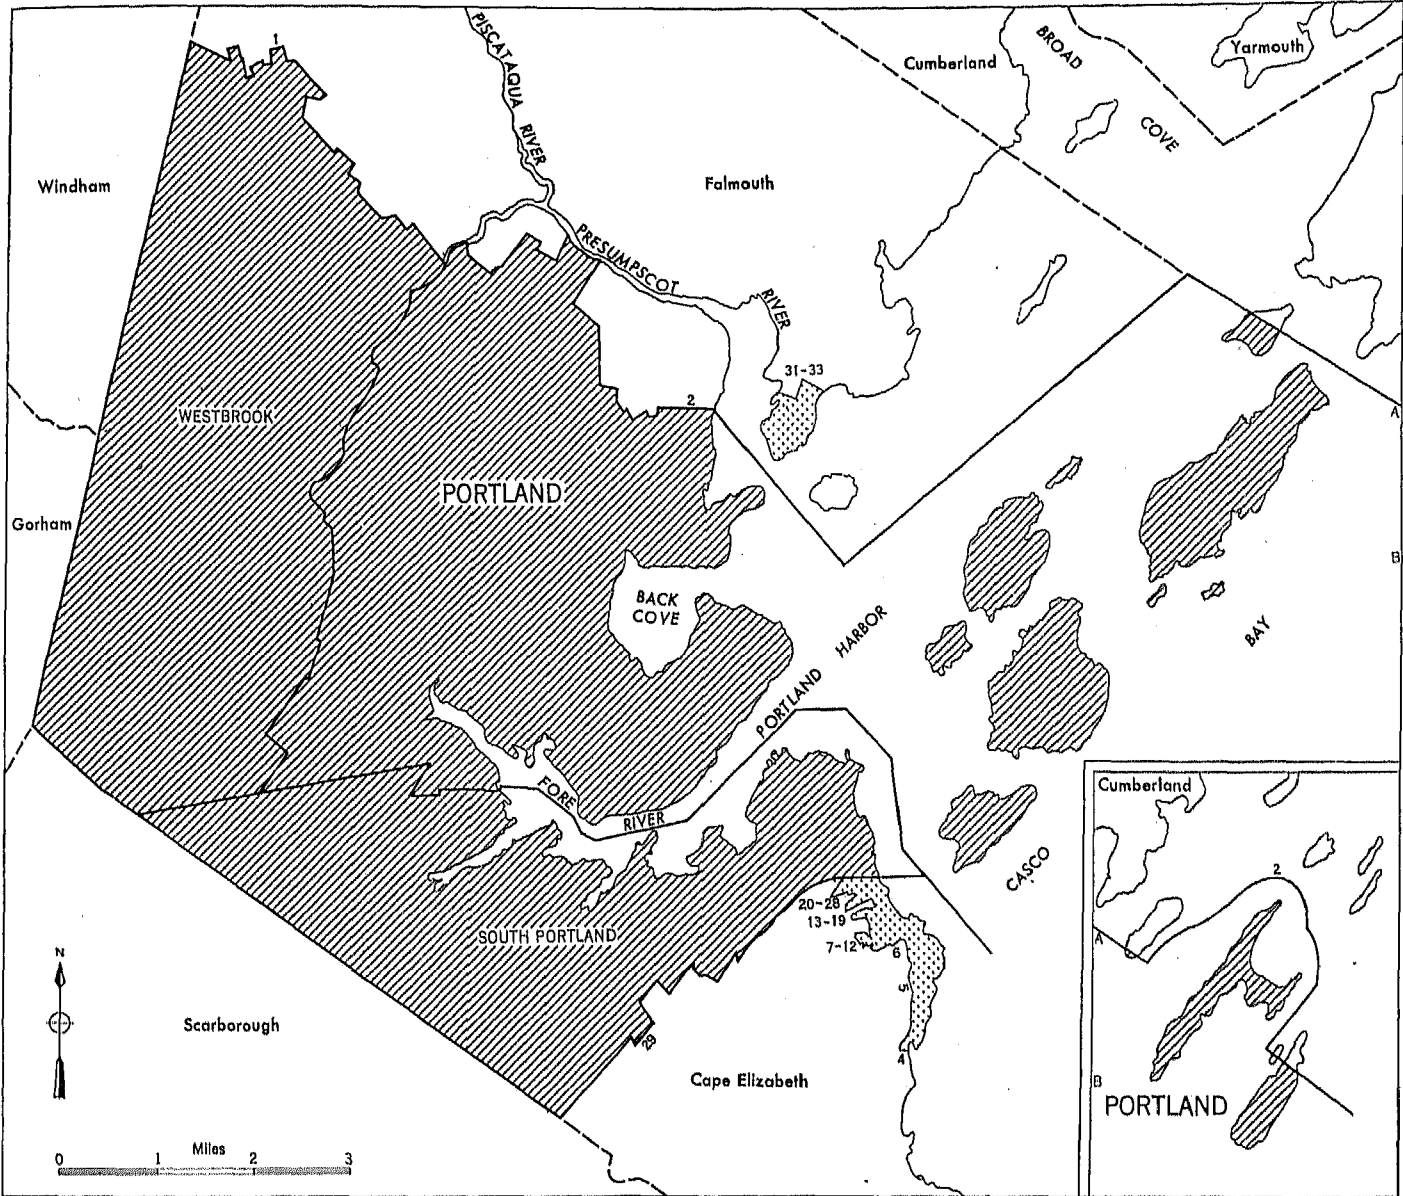 1
PISCATAQUA RIVER
BROAD
COVE
Cumberland
Yarmouth
Windham
Falmouth
PRESUMPSCOT
RIVER
31-33
2
WESTBROOK
PORTLAND
Gorham
A
B
BACK
COVE
PORTLAND HARBOR
BAY
CASCO
FORE
RIVER
SOUTH PORTLAND
20-28
13-19
7-12
6
5
4
29
N
Scarborough
Cape Elizabeth
Miles
0 1 2 3
Cumberland
2
A
B
PORTLAND